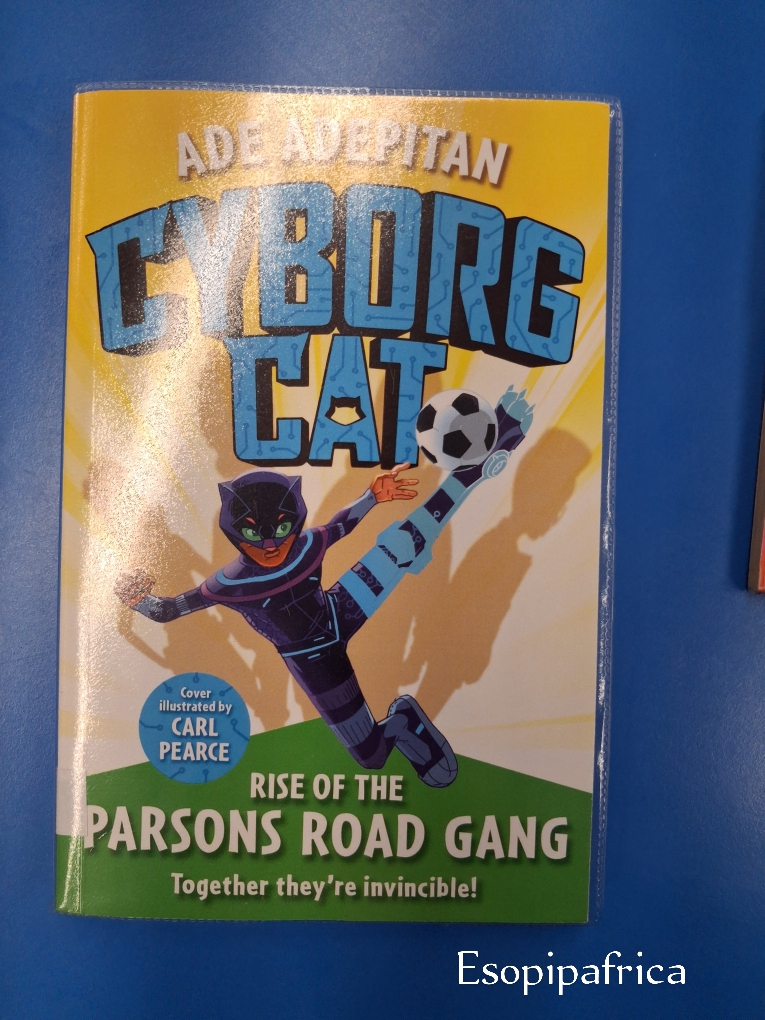 ADE ADEPITAN
CYBORG
CAT
Cover
illustrated by
CARL
PEARCE
RISE OF THE
PARSONS ROAD GANG
Together they're invincible!
Esopipafrica